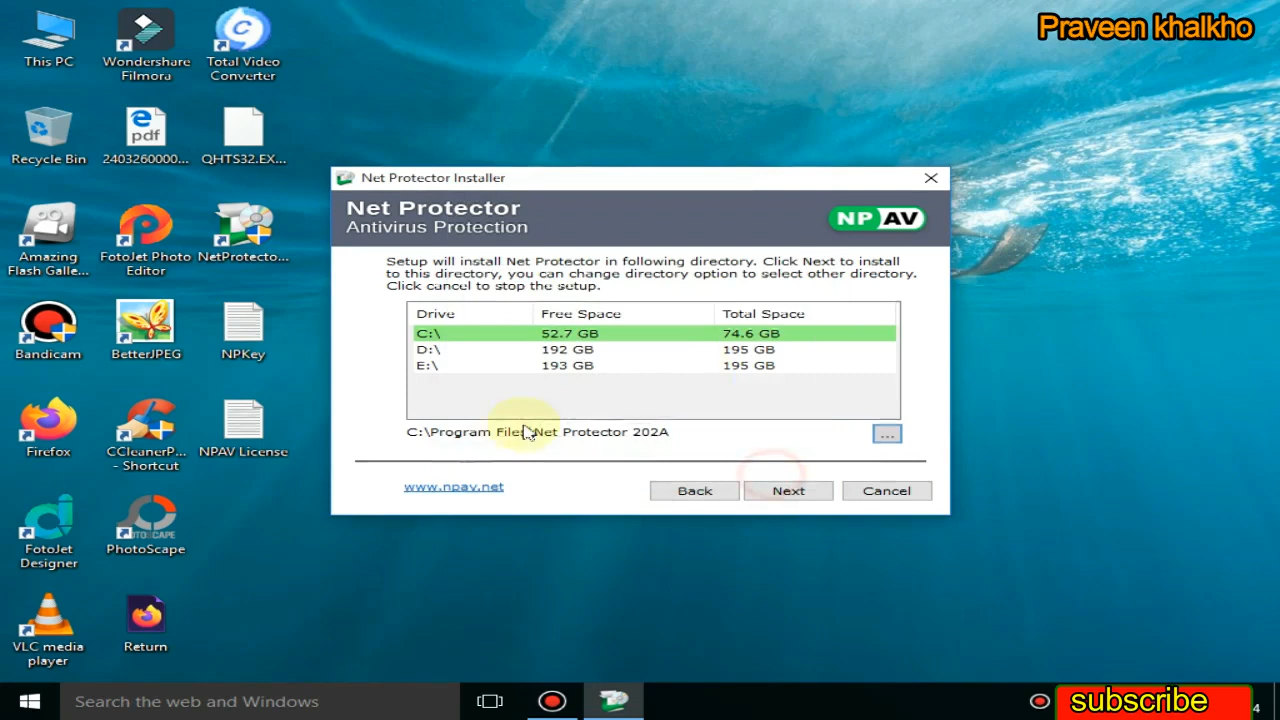 Praveen khalkho
This PC
Wondershare
Filmora
Total Video
Converter
Recycle Bin
pdf
2403260000...
QHTS32.EX...
Amazing
Flash Galle...
FotoJet Photo
Editor
NetProtecto...
Bandicam
BetterJPEG
NPKey
Firefox
CCleanerP...
- Shortcut
NPAV License
FotoJet
Designer
PhotoScape
VLC media
player
Return
Net Protector Installer
Net Protector
Antivirus Protection
NP AV
Setup will install Net Protector in following directory. Click Next to install
to this directory, you can change directory option to select other directory.
Click cancel to stop the setup.
Drive Free Space Total Space
C:\ 52.7 GB 74.6 GB
D:\ 192 GB 195 GB
E:\ 193 GB 195 GB
C:\Program Files\Net Protector 202A
...
www.npav.net
Back Next Cancel
Search the web and Windows
subscribe
4